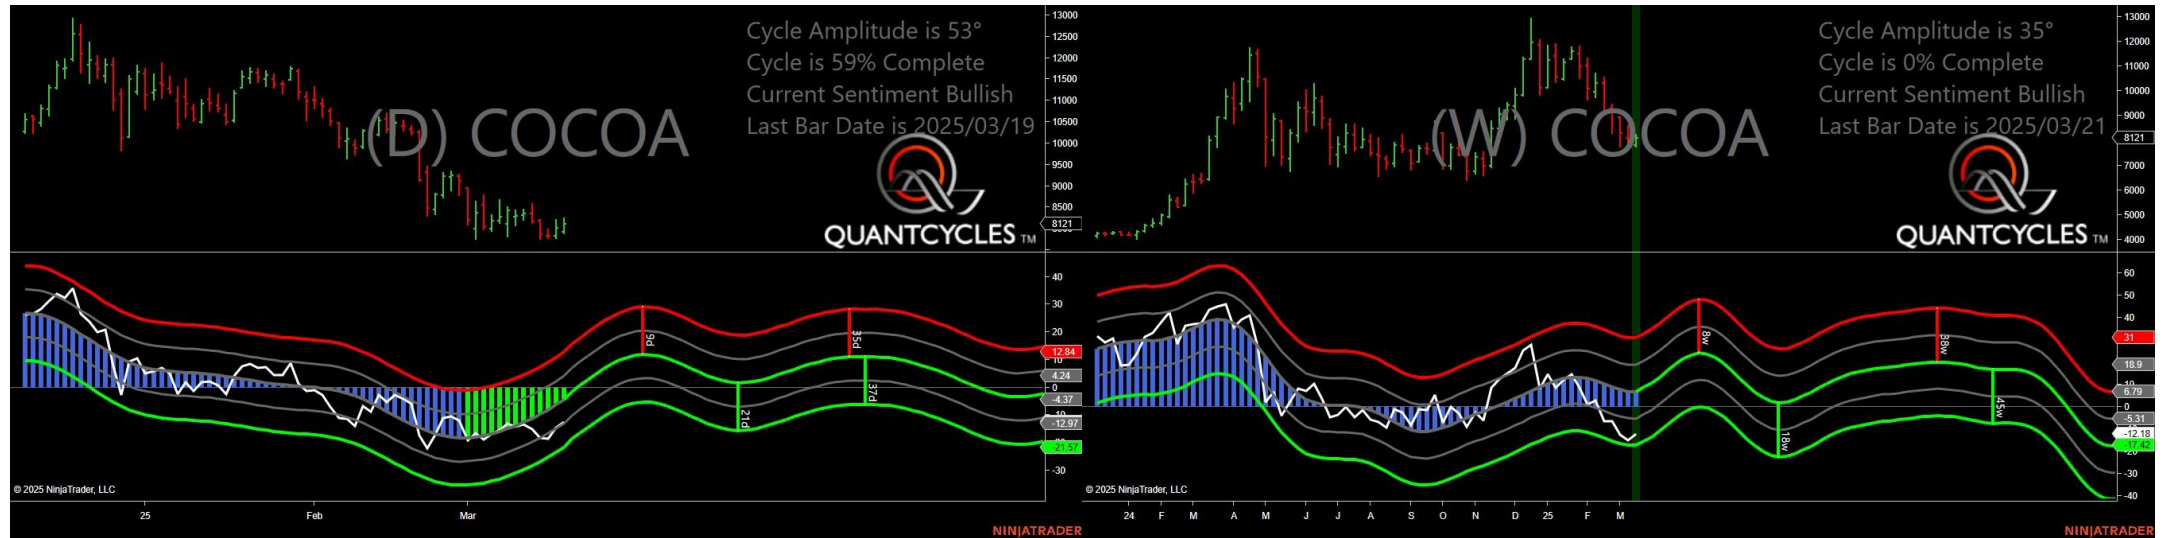 Cycle Amplitude is 53°
Cycle is 59% Complete
Current Sentiment Bullish
Last Bar Date is 2025/03/19
(D) COCOA
QUANTCYCLES TM
13000
12500
12000
11500
11000
10500
10000
9500
9000
8500
8121
40
30
20
12.84
4.24
0
-4.37
-12.97
-21.57
-30
9d
21d
35d
37d
© 2025 NinjaTrader, LLC
25 Feb Mar
NINJATRADER
Cycle Amplitude is 35°
Cycle is 0% Complete
Current Sentiment Bullish
Last Bar Date is 2025/03/21
(W) COCOA
QUANTCYCLES TM
13000
12000
11000
10000
9000
8121
7000
6000
5000
4000
60
50
40
31
18.9
6.79
0
-5.31
-12.18
-17.42
-30
-40
8w
18w
38w
45w
© 2025 NinjaTrader, LLC
24 F M A M J J A S O N D 25 F M
NINJATRADER